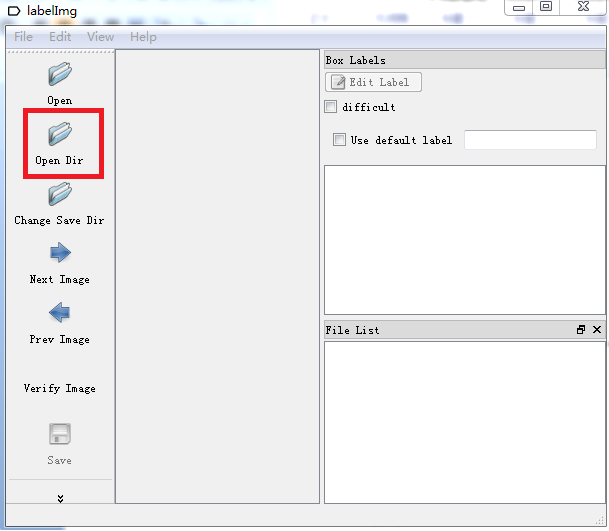 labelImg
File Edit View Help
Open
Open Dir
Change Save Dir
Next Image
Prev Image
Verify Image
Save
Box Labels
Edit Label
difficult
Use default label
File List